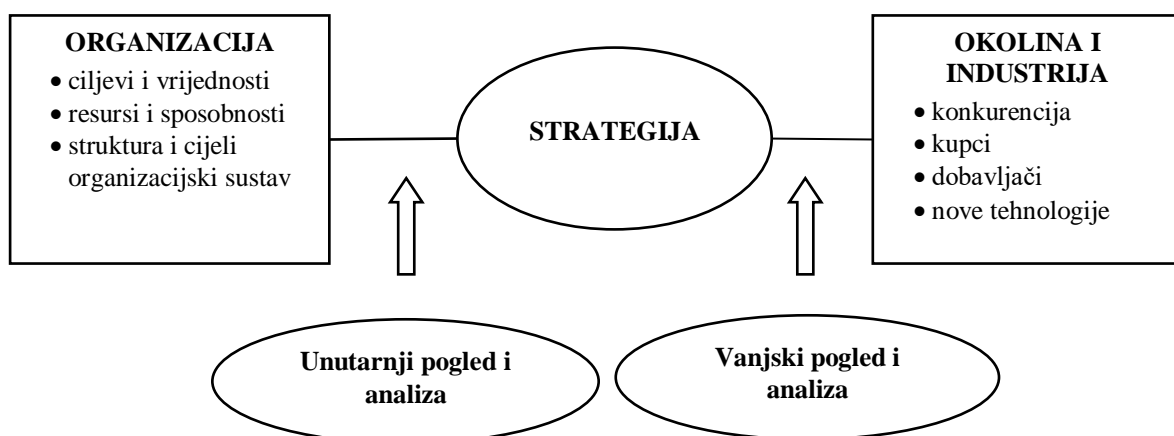 ORGANIZACIJA
• ciljevi i vrijednosti
• resursi i sposobnosti
• struktura i cijeli
organizacijski sustav
STRATEGIJA
OKOLINA I
INDUSTRIJA
• konkurencija
• kupci
• dobavljači
• nove tehnologije
Unutarnji pogled i
analiza
Vanjski pogled i
analiza